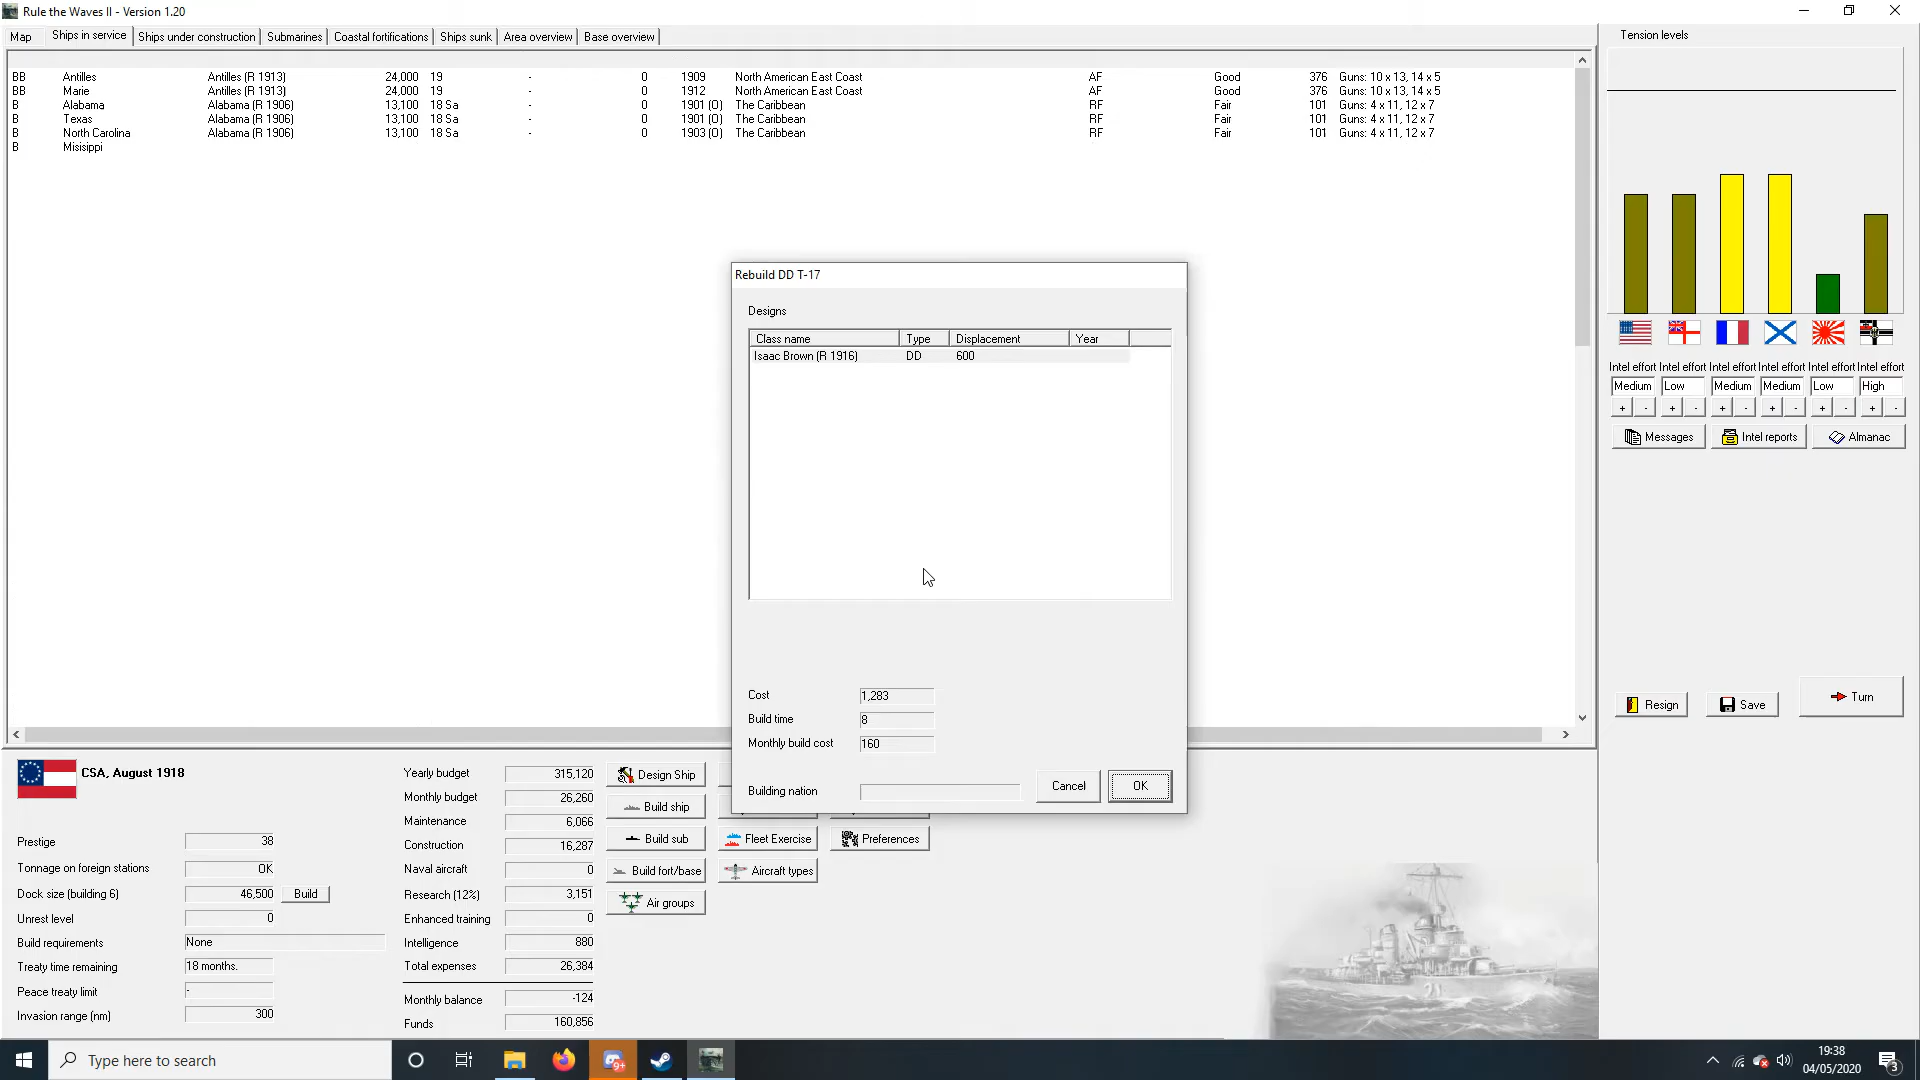 Rule the Waves II - Version 1.20
Map Ships in service Ships under construction Submarines Coastal fortifications Ships sunk Area overview Base overview
BB Antilles Antilles (R 1913) 24,000 19 - 0 1909 North American East Coast AF Good 376 Guns: 10 x 13, 14 x 5
BB Marie Antilles (R 1913) 24,000 19 - 0 1912 North American East Coast AF Good 376 Guns: 10 x 13, 14 x 5
B Alabama Alabama (R 1906) 13,100 18 Sa - 0 1901 (O) The Caribbean RF Fair 101 Guns: 4 x 11, 12 x 7
B Texas Alabama (R 1906) 13,100 18 Sa - 0 1901 (O) The Caribbean RF Fair 101 Guns: 4 x 11, 12 x 7
B North Carolina Alabama (R 1906) 13,100 18 Sa - 0 1903 (O) The Caribbean RF Fair 101 Guns: 4 x 11, 12 x 7
B Misisippi
Rebuild DD T-17
Designs
Class name Type Displacement Year
Isaac Brown (R 1916) DD 600
Cost 1,283
Build time 8
Monthly build cost 160
Building nation
Cancel OK
Tension levels
Intel effort Intel effort Intel effort Intel effort Intel effort Intel effort
Medium Low Medium Medium Low High
+ - + - + - + - + - + -
Messages Intel reports Almanac
Resign Save Turn
CSA, August 1918
Prestige 38
Tonnage on foreign stations OK
Dock size (building 6) 46,500 Build
Unrest level 0
Build requirements None
Treaty time remaining 18 months.
Peace treaty limit -
Invasion range (nm) 300
Yearly budget 315,120
Monthly budget 26,260
Maintenance 6,066
Construction 16,287
Naval aircraft 0
Research (12%) 3,151
Enhanced training 0
Intelligence 880
Total expenses 26,384
Monthly balance -124
Funds 160,856
Design Ship
Build ship
Build sub Fleet Exercise Preferences
Build fort/base Aircraft types
Air groups
Type here to search
9+
19:38
04/05/2020
3